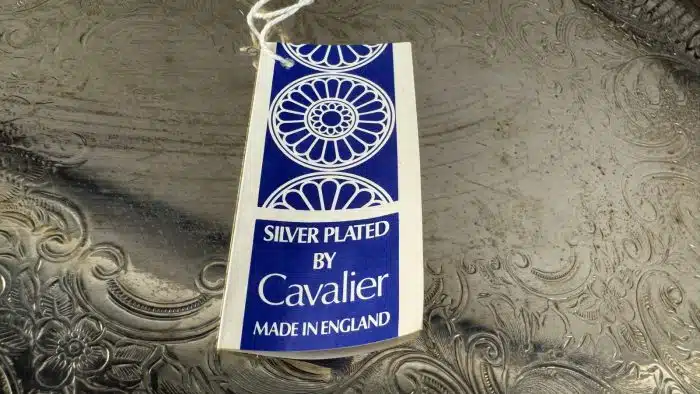 SILVER PLATED
BY
Cavalier
MADE IN ENGLAND